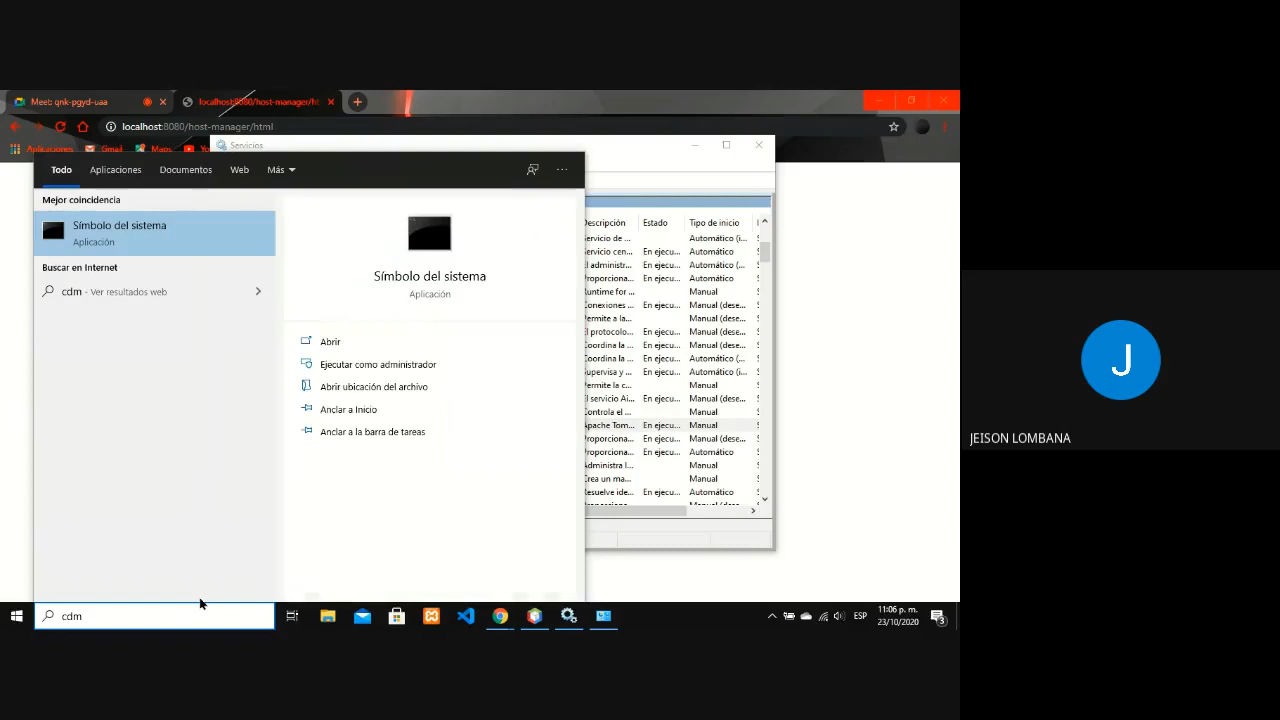 Meet: qnk-pgyd-uaa
localhost:8080/host-manager/ht
localhost:8080/host-manager/html
Aplicaciones Gmail Maps Yo
Servicios
Todo Aplicaciones Documentos Web Más
Mejor coincidencia
Símbolo del sistema
Aplicación
Buscar en Internet
cdm - Ver resultados web
Símbolo del sistema
Aplicación
Abrir
Ejecutar como administrador
Abrir ubicación del archivo
Anclar a Inicio
Anclar a la barra de tareas
Descripción Estado Tipo de inicio
Servicio de ... Automático (i...
Servicio cen... En ejecu... Automático
El administr... En ejecu... Automático (...
Proporciona... En ejecu... Automático
Runtime for ... Manual
Conexiones ... En ejecu... Manual (dese...
Permite a la... Manual (dese...
El protocolo... En ejecu... Manual (dese...
Coordina la ... En ejecu... Manual (dese...
Coordina la ... En ejecu... Automático (...
Supervisa y ... En ejecu... Automático (i...
Permite la c... Manual
El servicio Ai... En ejecu... Manual (dese...
Controla el ... Manual
Apache Tom... En ejecu... Manual
Proporciona... En ejecu... Manual (dese...
Proporciona... En ejecu... Automático
Administra l... Manual
Crea un ma... Manual
Resuelve ide... En ejecu... Automático
cdm
ESP
11:06 p. m.
23/10/2020
3
J
JEISON LOMBANA